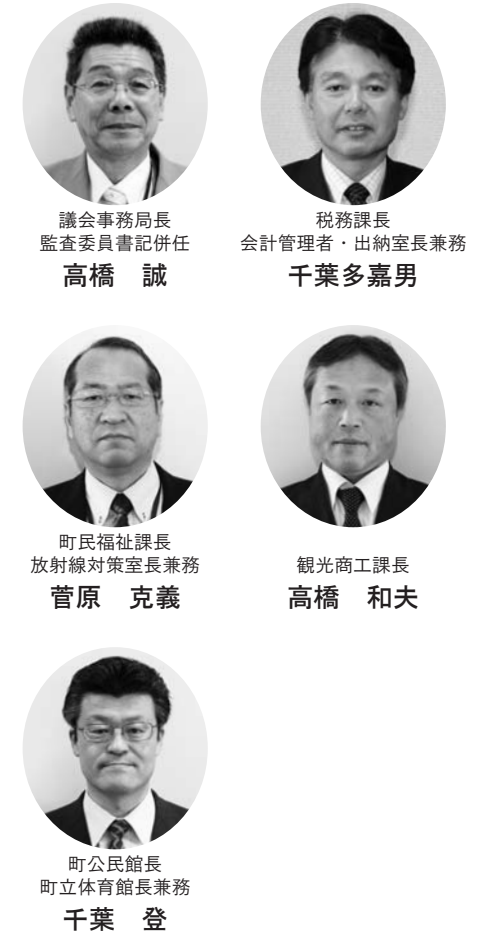 議会事務局長
監査委員書記併任
高橋　誠
税務課長
会計管理者・出納室長兼務
千葉多嘉男
町民福祉課長
放射線対策室長兼務
菅原　克義
観光商工課長
高橋　和夫
町公民館長
町立体育館長兼務
千葉　登